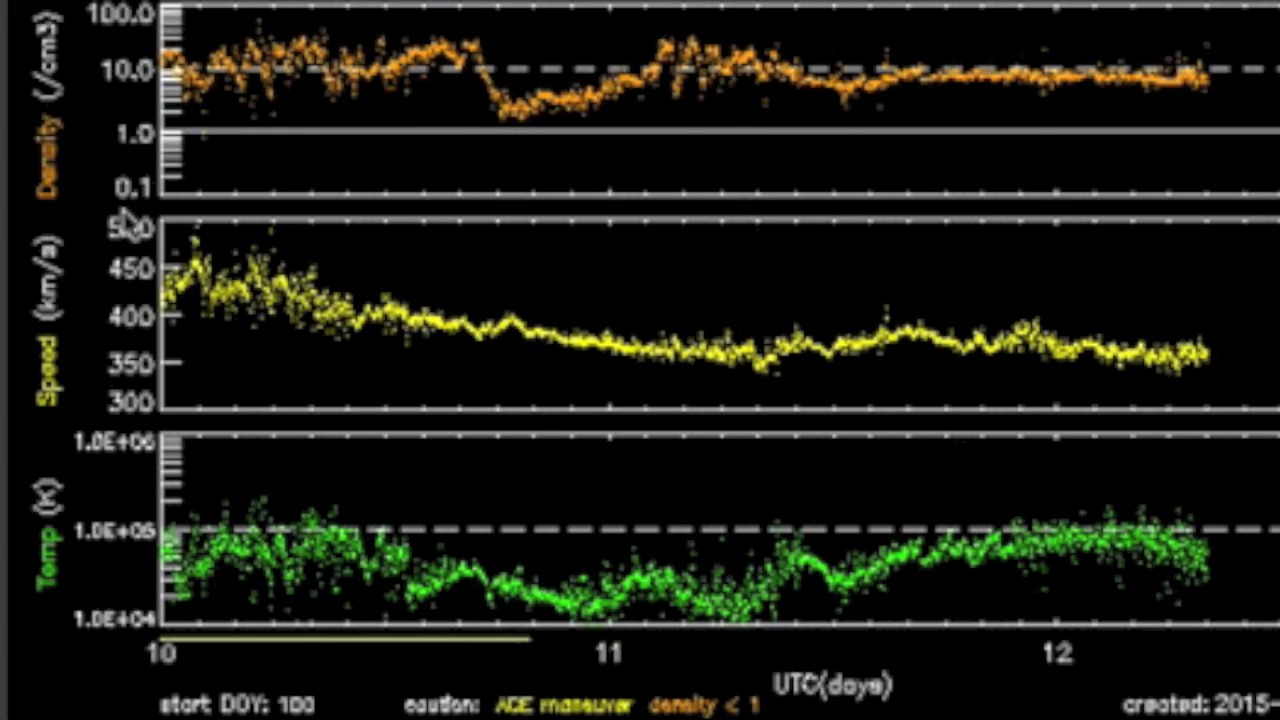 Density (/cm3)
100.0
10.0
1.0
0.1
Speed (km/s)
500
450
400
350
300
Temp (K)
1.0E+06
1.0E+05
1.0E+04
10 11 12
UTC(days)
start DOY: 100 caution: ACE maneuver density < 1 created: 2015-